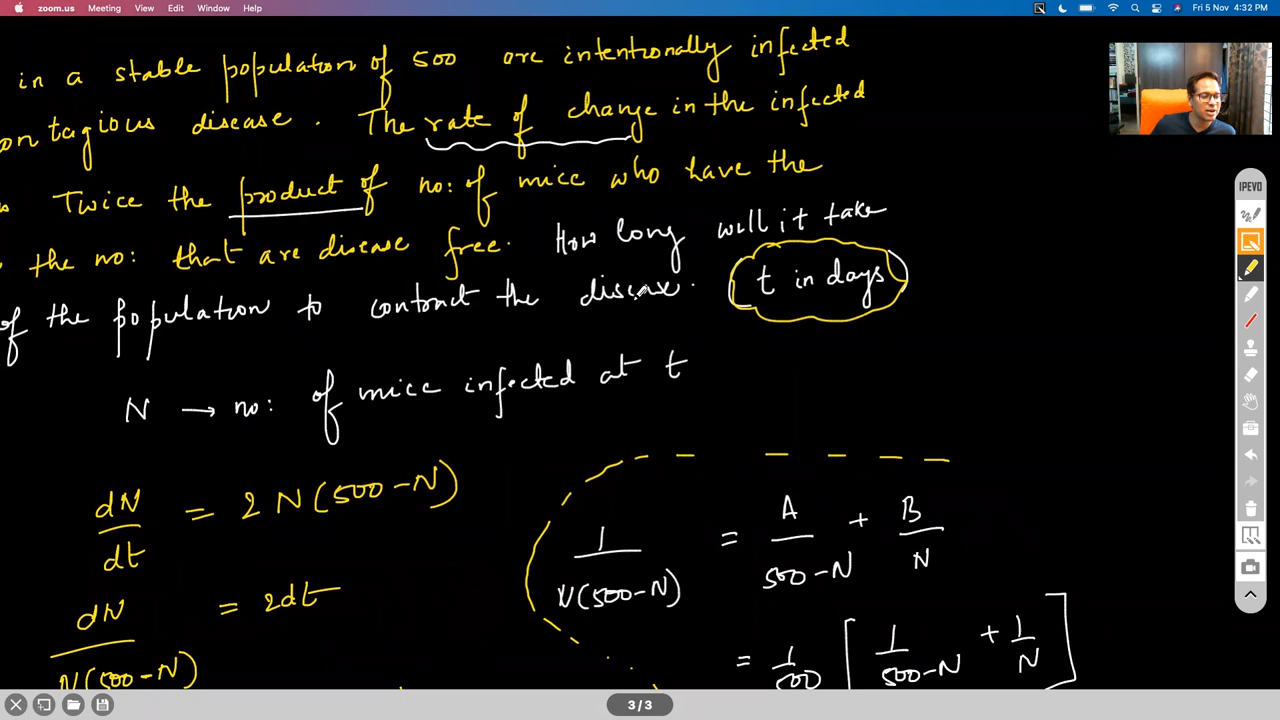 zoom.us Meeting View Edit Window Help Fri 5 Nov 4:32 PM
in a stable population of 500 are intentionally infected
ontagious disease. The rate of change in the infected
Twice the product of no: of mice who have the
the no: that are disease free. How long will it take
of the population to contract the disease. t in days
N → no: of mice infected at t
dN/dt = 2N(500-N)
1/N(500-N) = A/500-N + B/N
dN/N(500-N) = 2dt
= 1/500 [1/500-N + 1/N]
IPEVO
3/3